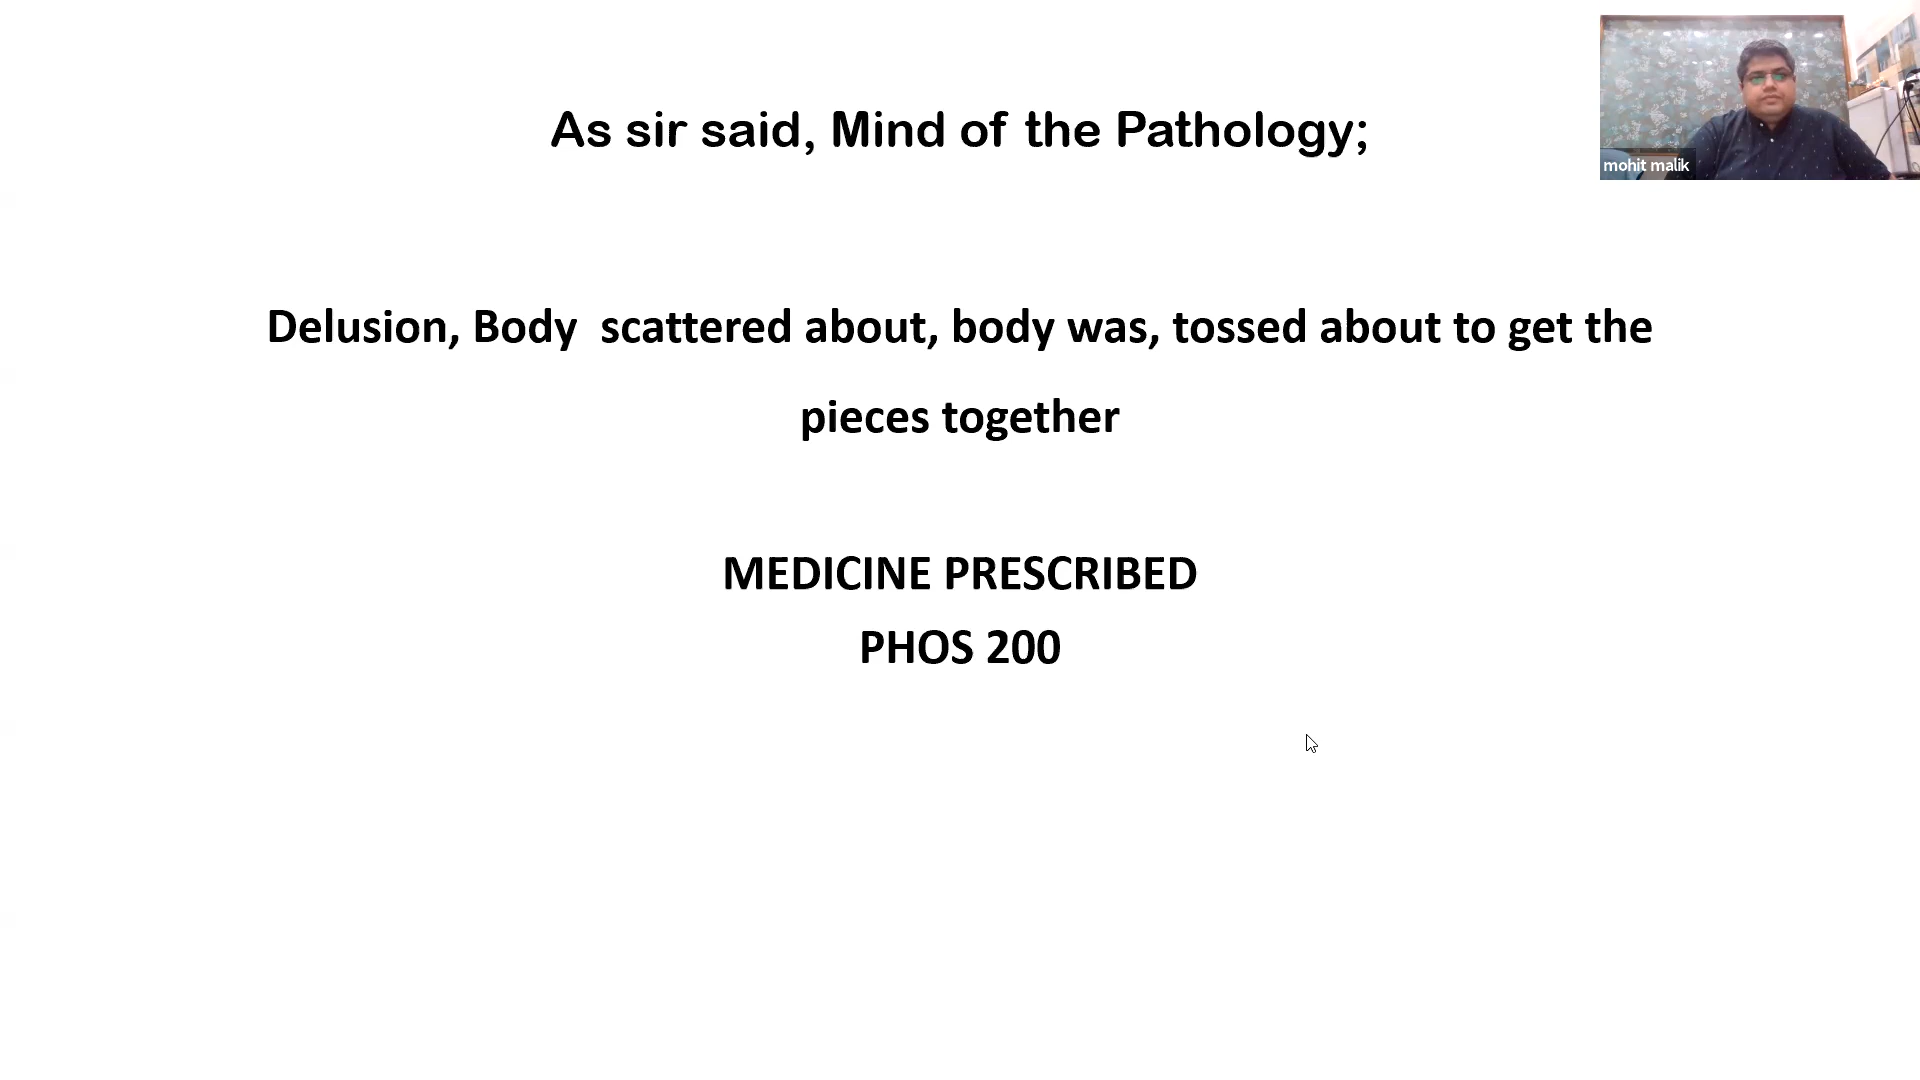 As sir said, Mind of the Pathology;
mohit malik
Delusion, Body  scattered about, body was, tossed about to get the
pieces together
MEDICINE PRESCRIBED
PHOS 200